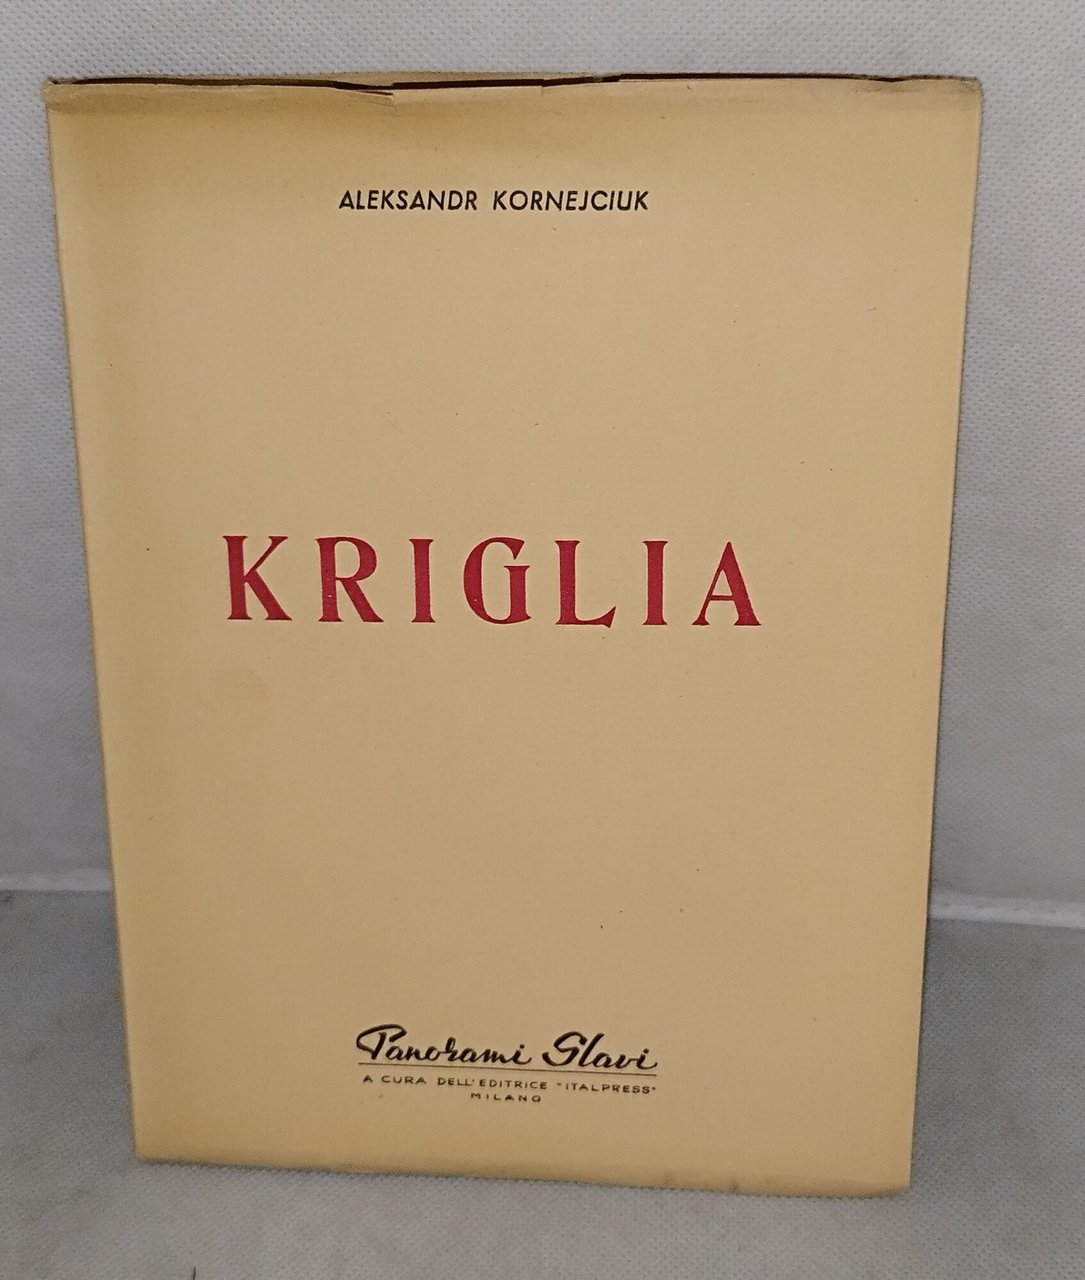 ALEKSANDR KORNEJCIUK
KRIGLIA
Panorami Slavi
A CURA DELL'EDITRICE "ITALPRESS"
MILANO